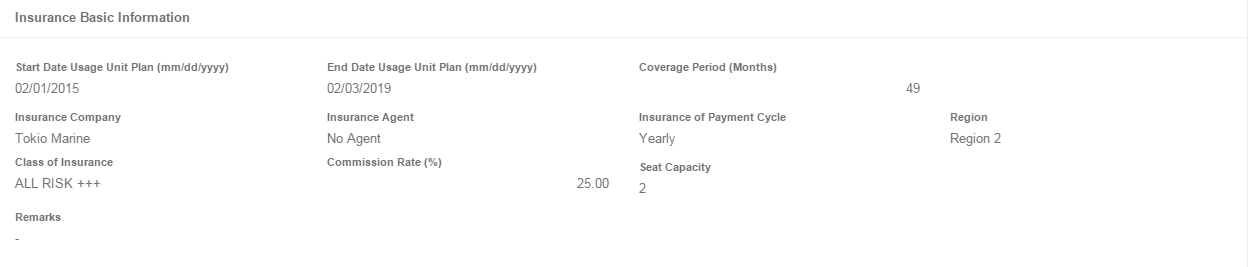 Insurance Basic Information
Start Date Usage Unit Plan (mm/dd/yyyy) End Date Usage Unit Plan (mm/dd/yyyy) Coverage Period (Months)
02/01/2015 02/03/2019 49
Insurance Company Insurance Agent Insurance of Payment Cycle Region
Tokio Marine No Agent Yearly Region 2
Class of Insurance Commission Rate (%) Seat Capacity
ALL RISK +++ 25.00 2
Remarks
-